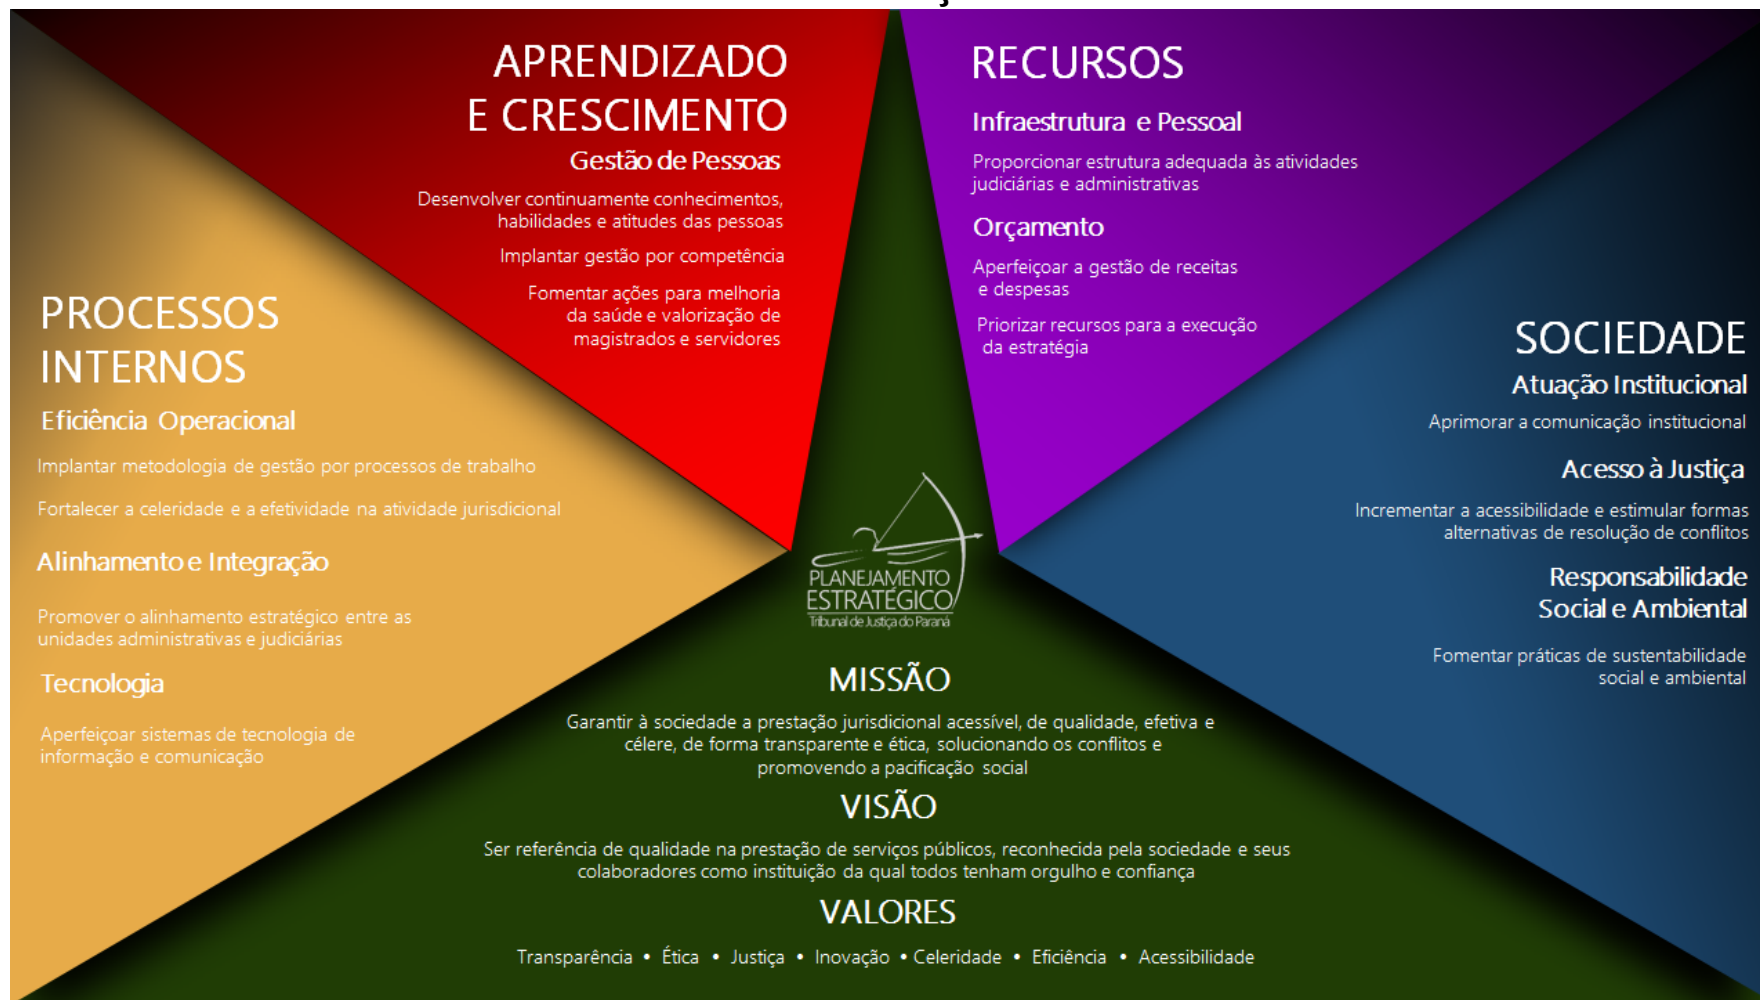 APRENDIZADO
E CRESCIMENTO
Gestão de Pessoas
Desenvolver continuamente conhecimentos,
habilidades e atitudes das pessoas
Implantar gestão por competência
Fomentar ações para melhoria
da saúde e valorização de
magistrados e servidores
RECURSOS
Infraestrutura e Pessoal
Proporcionar estrutura adequada às atividades
judiciárias e administrativas
Orçamento
Aperfeiçoar a gestão de receitas
e despesas
Priorizar recursos para a execução
da estratégia
PROCESSOS
INTERNOS
Eficiência Operacional
Implantar metodologia de gestão por processos de trabalho
Fortalecer a celeridade e a efetividade na atividade jurisdicional
Alinhamento e Integração
Promover o alinhamento estratégico entre as
unidades administrativas e judiciárias
Tecnologia
Aperfeiçoar sistemas de tecnologia de
informação e comunicação
SOCIEDADE
Atuação Institucional
Aprimorar a comunicação institucional
Acesso à Justiça
Incrementar a acessibilidade e estimular formas
alternativas de resolução de conflitos
Responsabilidade
Social e Ambiental
Fomentar práticas de sustentabilidade
social e ambiental
PLANEJAMENTO
ESTRATÉGICO
Tribunal de Justiça do Paraná
MISSÃO
Garantir à sociedade a prestação jurisdicional acessível, de qualidade, efetiva e
célere, de forma transparente e ética, solucionando os conflitos e
promovendo a pacificação social
VISÃO
Ser referência de qualidade na prestação de serviços públicos, reconhecida pela sociedade e seus
colaboradores como instituição da qual todos tenham orgulho e confiança
VALORES
Transparência • Ética • Justiça • Inovação • Celeridade • Eficiência • Acessibilidade